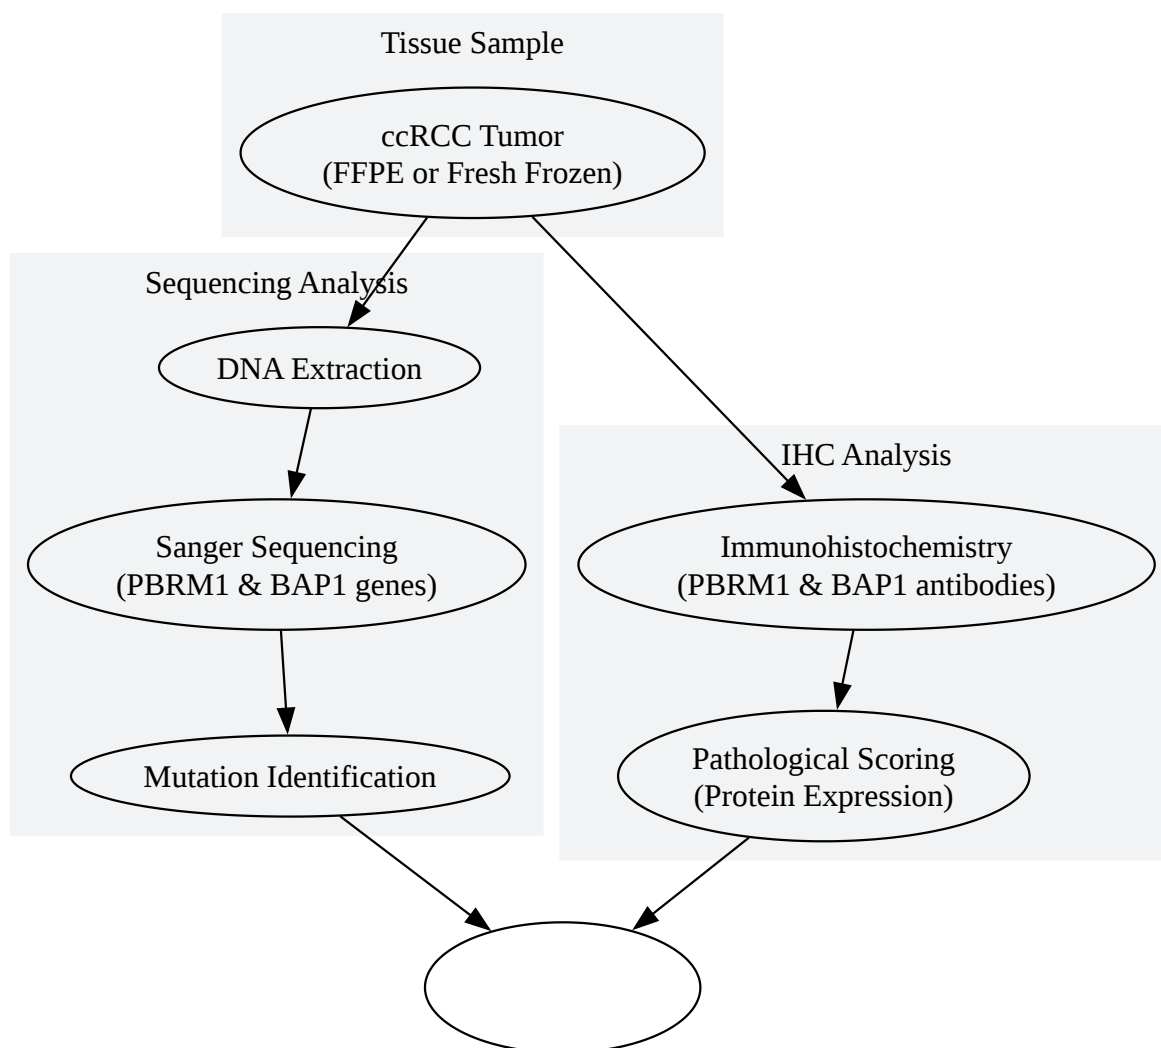 Tissue Sample
ccRCC Tumor
(FFPE or Fresh Frozen)
Sequencing Analysis
DNA Extraction
IHC Analysis
Sanger Sequencing
(PBRM1 & BAP1 genes)
Immunohistochemistry
(PBRM1 & BAP1 antibodies)
Mutation Identification
Pathological Scoring
(Protein Expression)